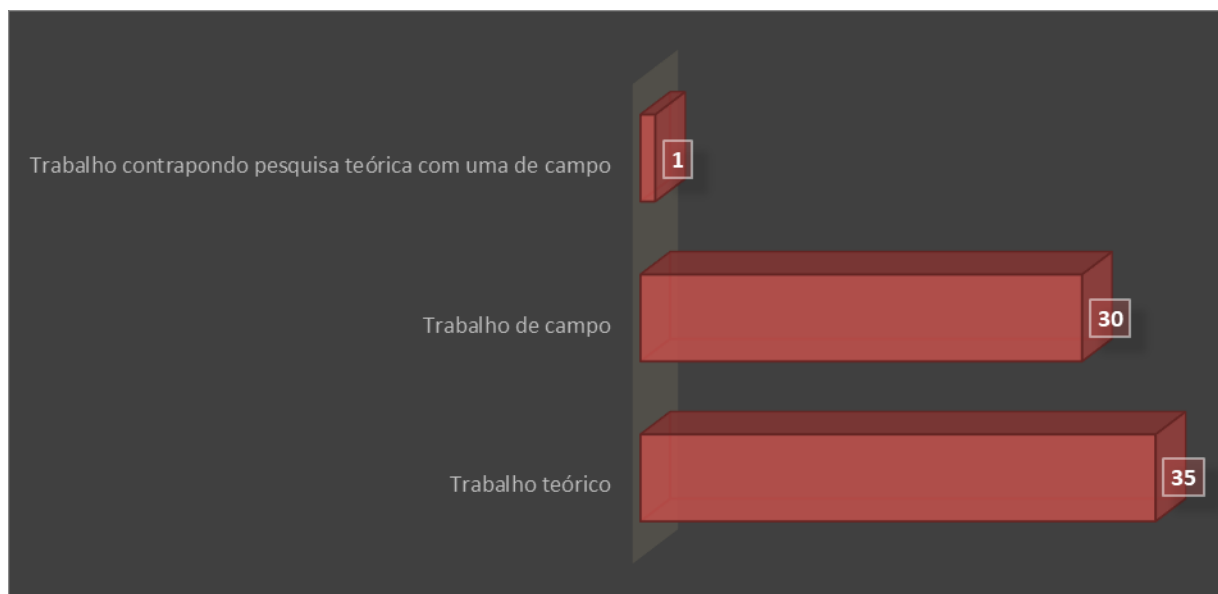 Trabalho contrapondo pesquisa teórica com uma de campo
1
Trabalho de campo
30
Trabalho teórico
35